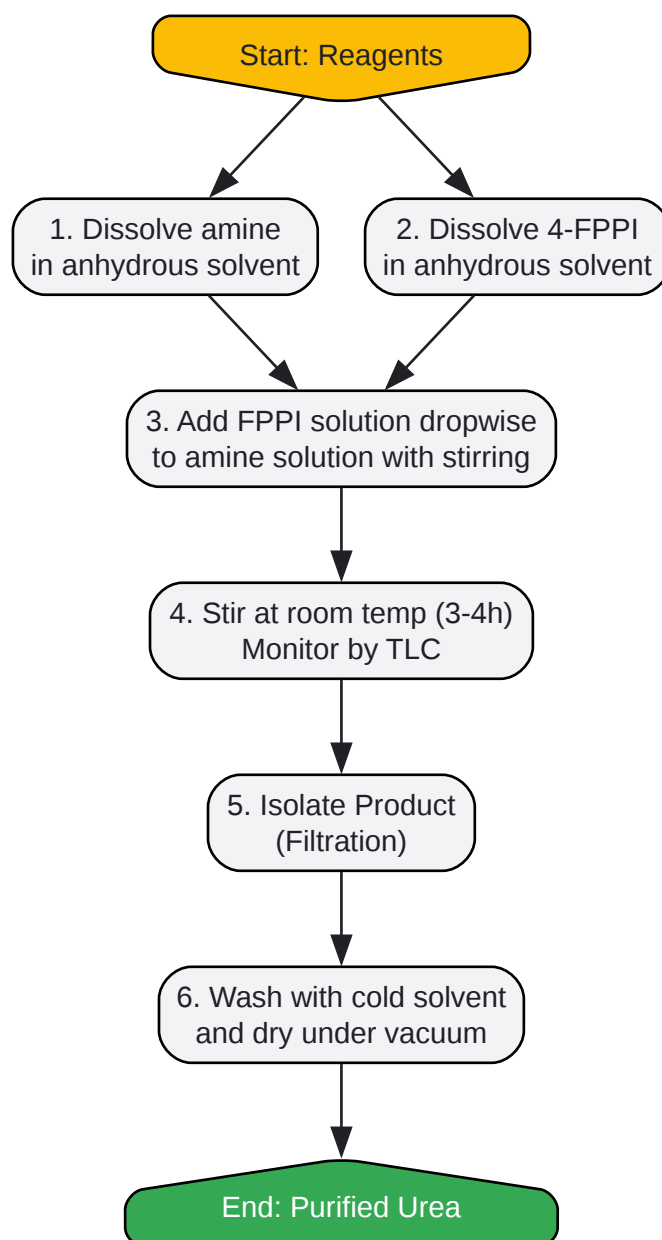 Start: Reagents
1. Dissolve amine
in anhydrous solvent
2. Dissolve 4-FPPI
in anhydrous solvent
3. Add FPPI solution dropwise
to amine solution with stirring
4. Stir at room temp (3-4h)
Monitor by TLC
5. Isolate Product
(Filtration)
6. Wash with cold solvent
and dry under vacuum
End: Purified Urea